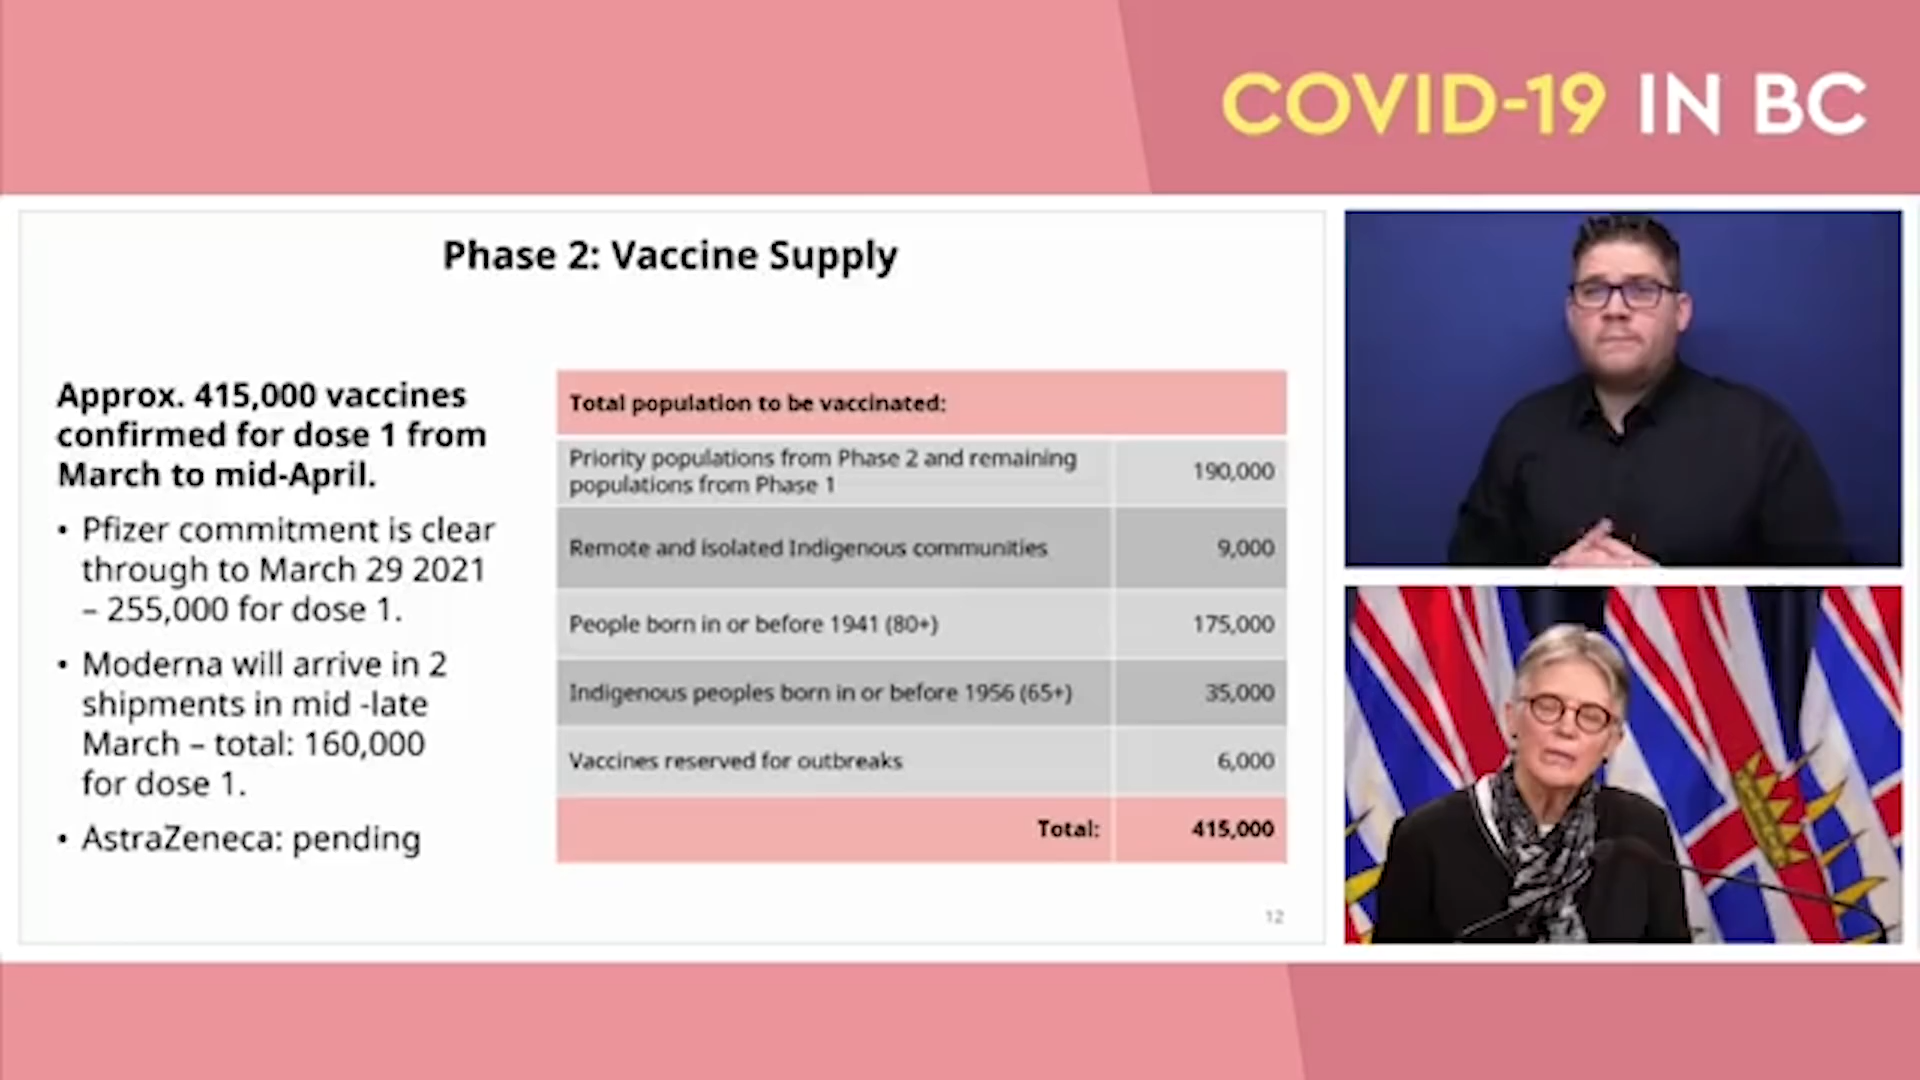 COVID-19 IN BC
Phase 2: Vaccine Supply
Approx. 415,000 vaccines
confirmed for dose 1 from
March to mid-April.
• Pfizer commitment is clear
through to March 29 2021
– 255,000 for dose 1.
• Moderna will arrive in 2
shipments in mid -late
March – total: 160,000
for dose 1.
• AstraZeneca: pending
Total population to be vaccinated:
Priority populations from Phase 2 and remaining
populations from Phase 1
190,000
Remote and isolated Indigenous communities 9,000
People born in or before 1941 (80+) 175,000
Indigenous peoples born in or before 1956 (65+) 35,000
Vaccines reserved for outbreaks 6,000
Total: 415,000
12